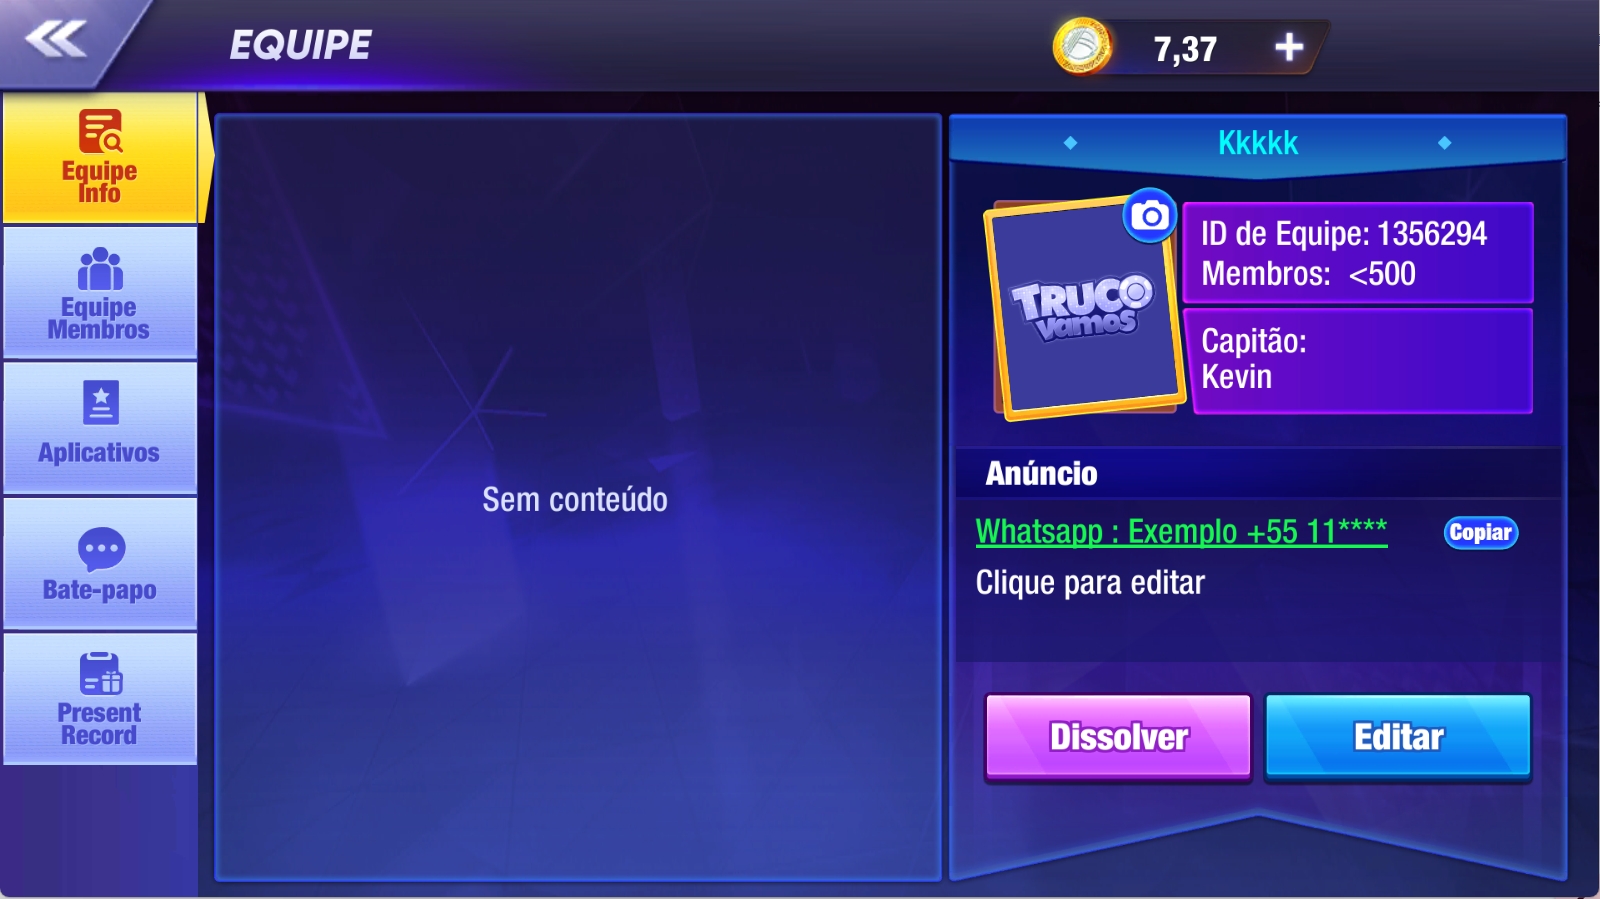 EQUIPE
7,37
Equipe
Info
Equipe
Membros
Aplicativos
Bate-papo
Present
Record
Sem conteúdo
Kkkkk
TRUCO
Vamos
ID de Equipe: 1356294
Membros: <500
Capitão:
Kevin
Anúncio
Whatsapp : Exemplo +55 11****
Copiar
Clique para editar
Dissolver
Editar